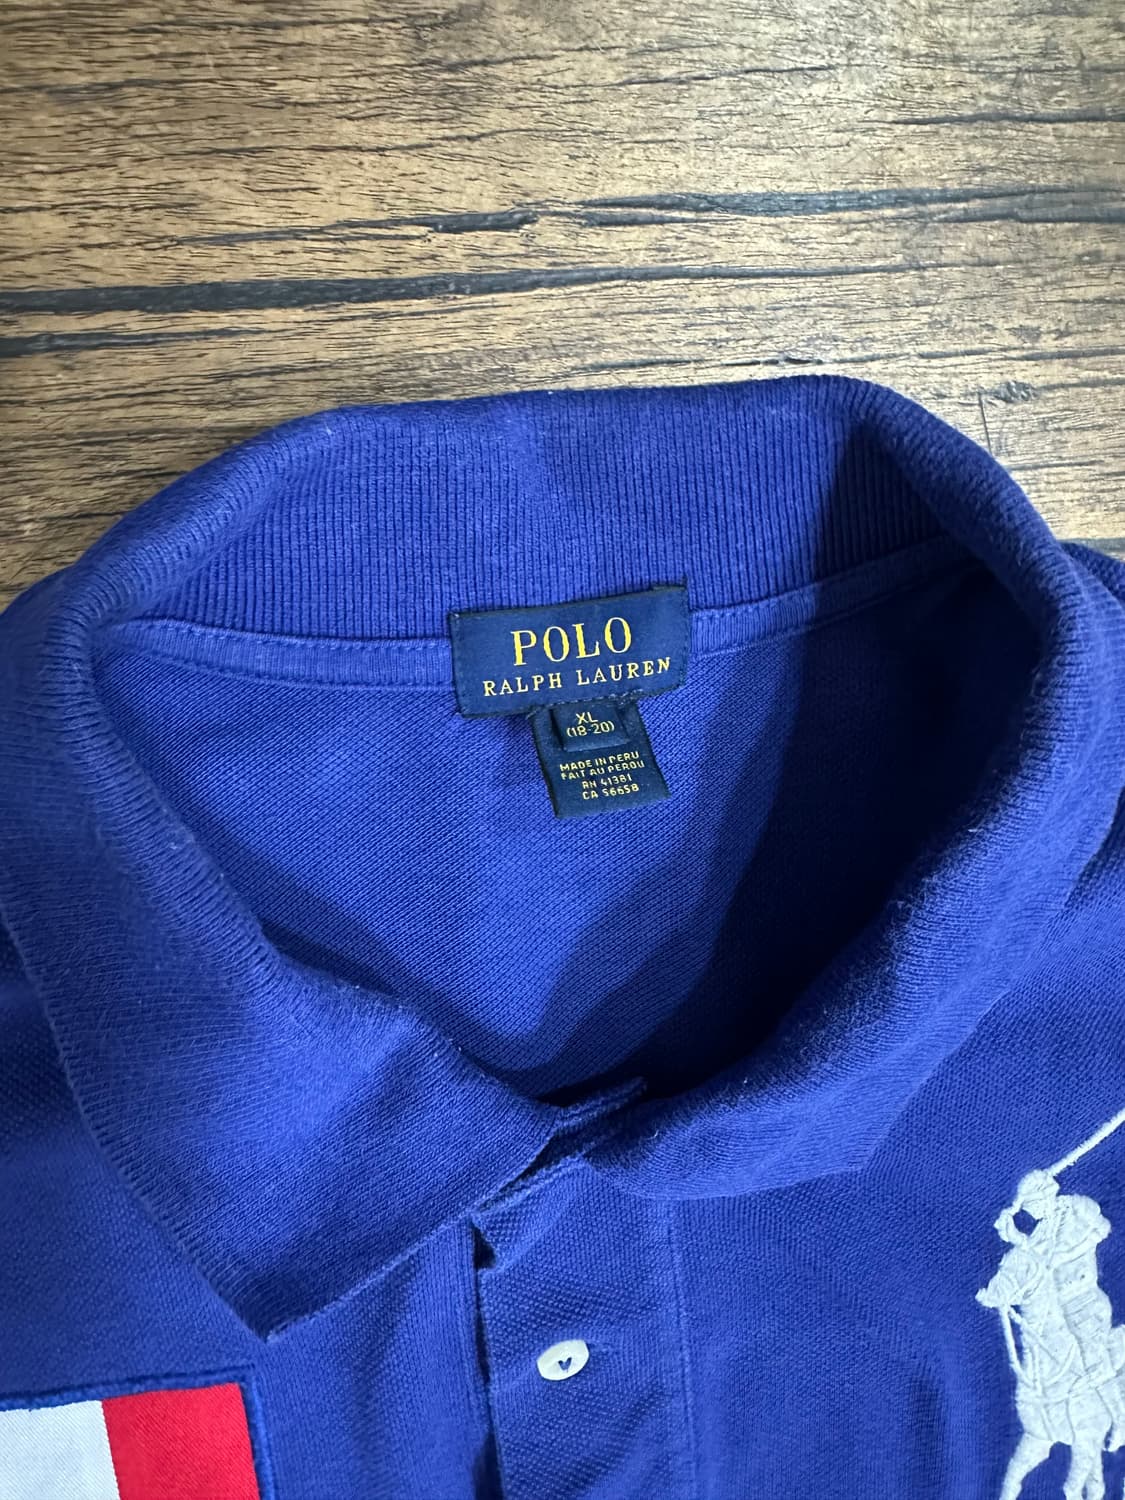 POLO
RALPH LAUREN
XL
(18-20)
MADE IN PERU
FAIT AU PEROU
RN 41381
CA 56658